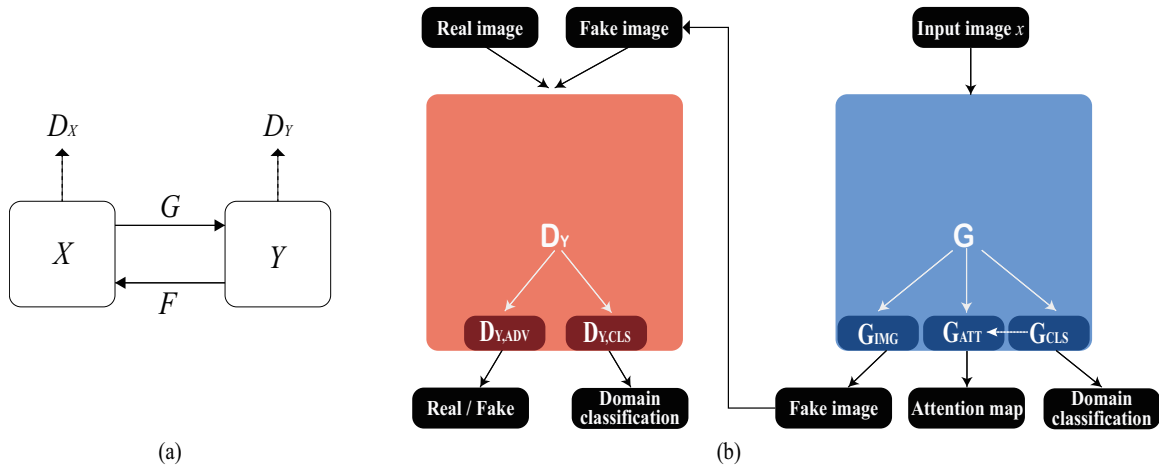 D_X
D_Y
G
X
Y
F
(a)
Real image
Fake image
Input image x
D_Y
G
D_Y,ADV
D_Y,CLS
G_IMG
G_ATT
G_CLS
Real / Fake
Domain
classification
Fake image
Attention map
Domain
classification
(b)